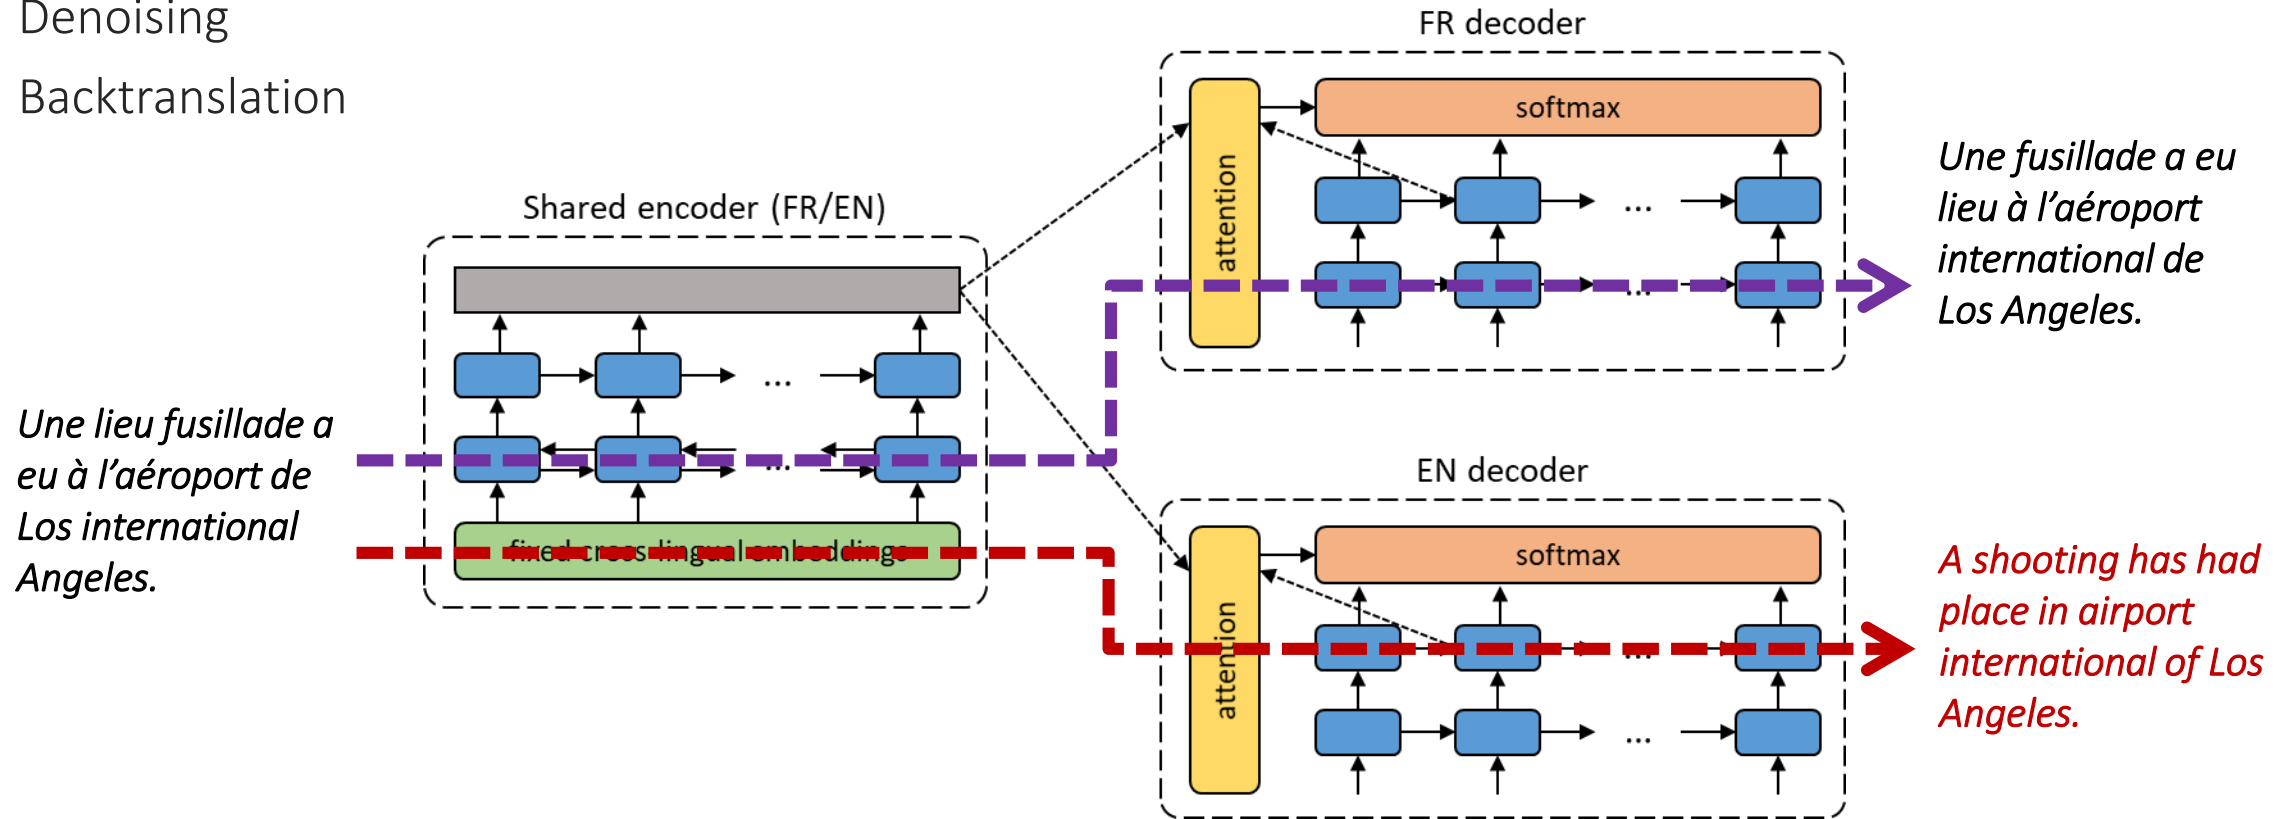 Denoising
Backtranslation
Une lieu fusillade a
eu à l’aéroport de
Los international
Angeles.
Shared encoder (FR/EN)
...
...
fixed cross-lingual embeddings
FR decoder
attention
softmax
...
...
Une fusillade a eu
lieu à l’aéroport
international de
Los Angeles.
EN decoder
attention
softmax
...
...
A shooting has had
place in airport
international of Los
Angeles.